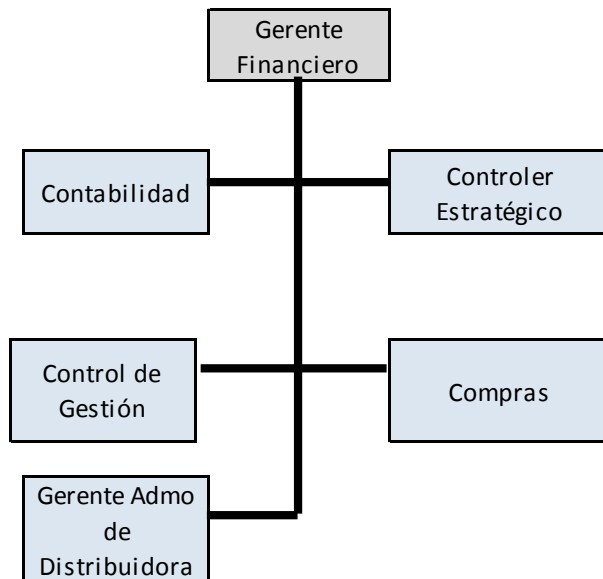 Gerente
Financiero
Contabilidad
Controler
Estratégico
Control de
Gestión
Compras
Gerente Admo
de
Distribuidora